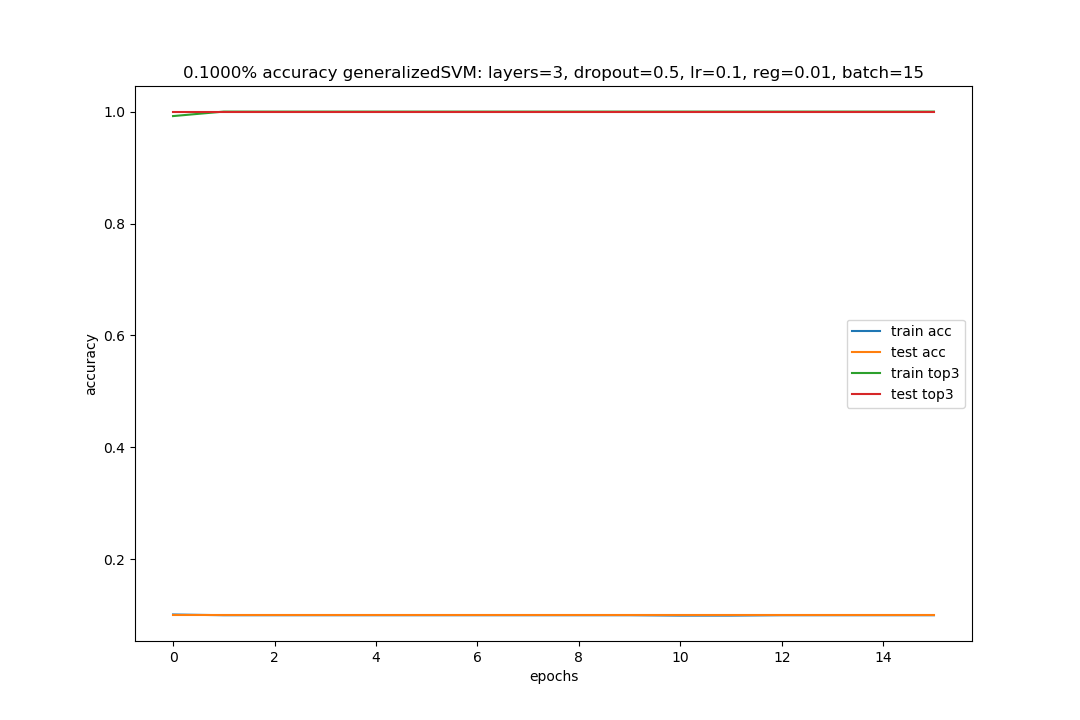 0.1000% accuracy generalizedSVM: layers=3, dropout=0.5, lr=0.1, reg=0.01, batch=15
1.0
0.8
0.6
0.4
0.2
accuracy
train acc
test acc
train top3
test top3
0 2 4 6 8 10 12 14
epochs